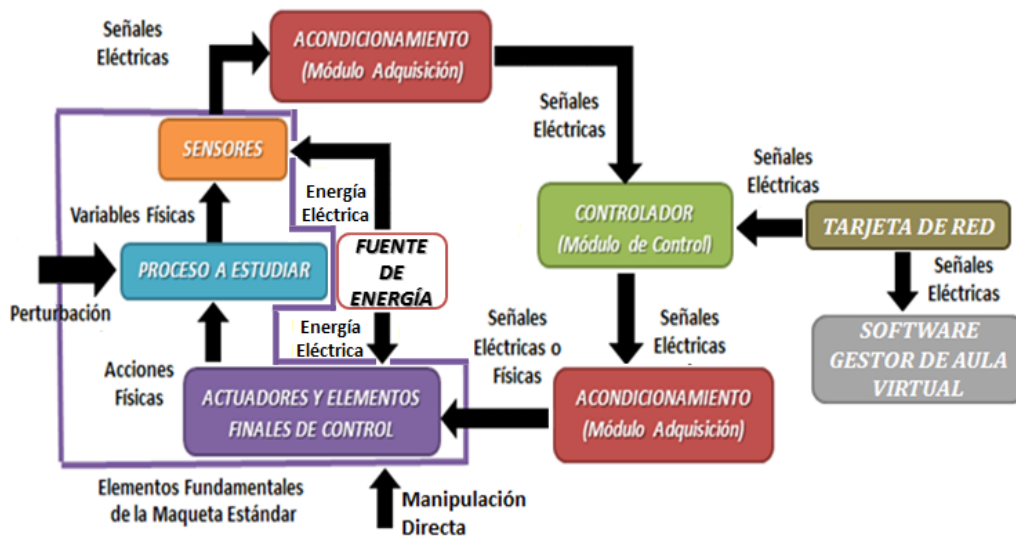 Señales
Eléctricas
ACONDICIONAMIENTO
(Módulo Adquisición)
Señales
Eléctricas
SENSORES
Energía
Eléctrica
Variables Físicas
Señales
Eléctricas
CONTROLADOR
(Módulo de Control)
TARJETA DE RED
PROCESO A ESTUDIAR
FUENTE
DE
ENERGÍA
Perturbación
Señales
Eléctricas
Energía
Eléctrica
Señales
Eléctricas o
Físicas
Señales
Eléctricas
SOFTWARE
GESTOR DE AULA
VIRTUAL
Acciones
Físicas
ACTUADORES Y ELEMENTOS
FINALES DE CONTROL
ACONDICIONAMIENTO
(Módulo Adquisición)
Elementos Fundamentales
de la Maqueta Estándar
Manipulación
Directa